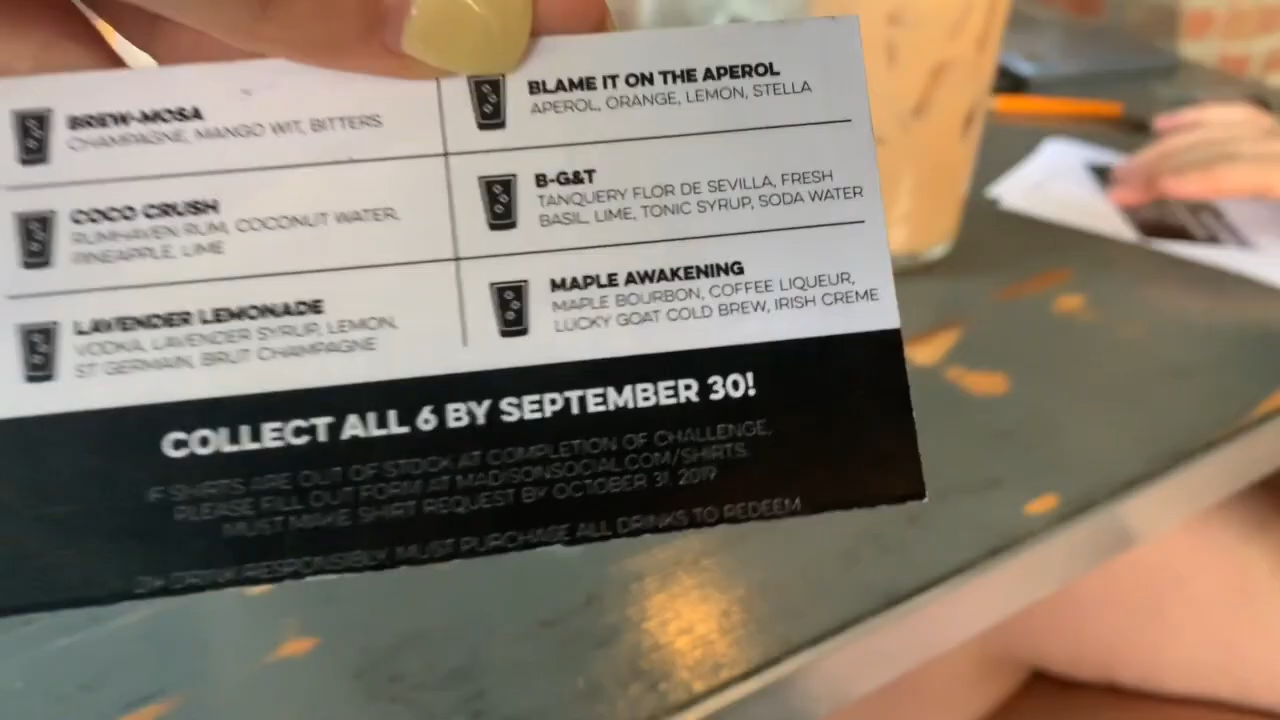 BREW-MOSA
CHAMPAGNE, MANGO WIT, BITTERS
COCO CRUSH
RUMHAVEN RUM, COCONUT WATER,
PINEAPPLE, LIME
LAVENDER LEMONADE
VODKA, LAVENDER SYRUP, LEMON,
ST GERMAIN, BRUT CHAMPAGNE
BLAME IT ON THE APEROL
APEROL, ORANGE, LEMON, STELLA
B-G&T
TANQUERY FLOR DE SEVILLA, FRESH
BASIL, LIME, TONIC SYRUP, SODA WATER
MAPLE AWAKENING
MAPLE BOURBON, COFFEE LIQUEUR,
LUCKY GOAT COLD BREW, IRISH CREME
COLLECT ALL 6 BY SEPTEMBER 30!
IF SHIRTS ARE OUT OF STOCK AT COMPLETION OF CHALLENGE,
PLEASE FILL OUT FORM AT MADISONSOCIAL.COM/SHIRTS.
MUST MAKE SHIRT REQUEST BY OCTOBER 31, 2019
21+ DRINK RESPONSIBLY. MUST PURCHASE ALL DRINKS TO REDEEM